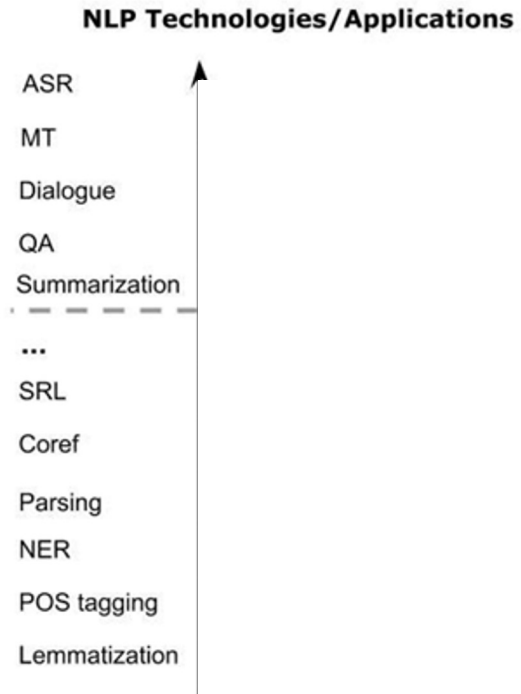 NLP Technologies/Applications
ASR
MT
Dialogue
QA
Summarization
...
SRL
Coref
Parsing
NER
POS tagging
Lemmatization